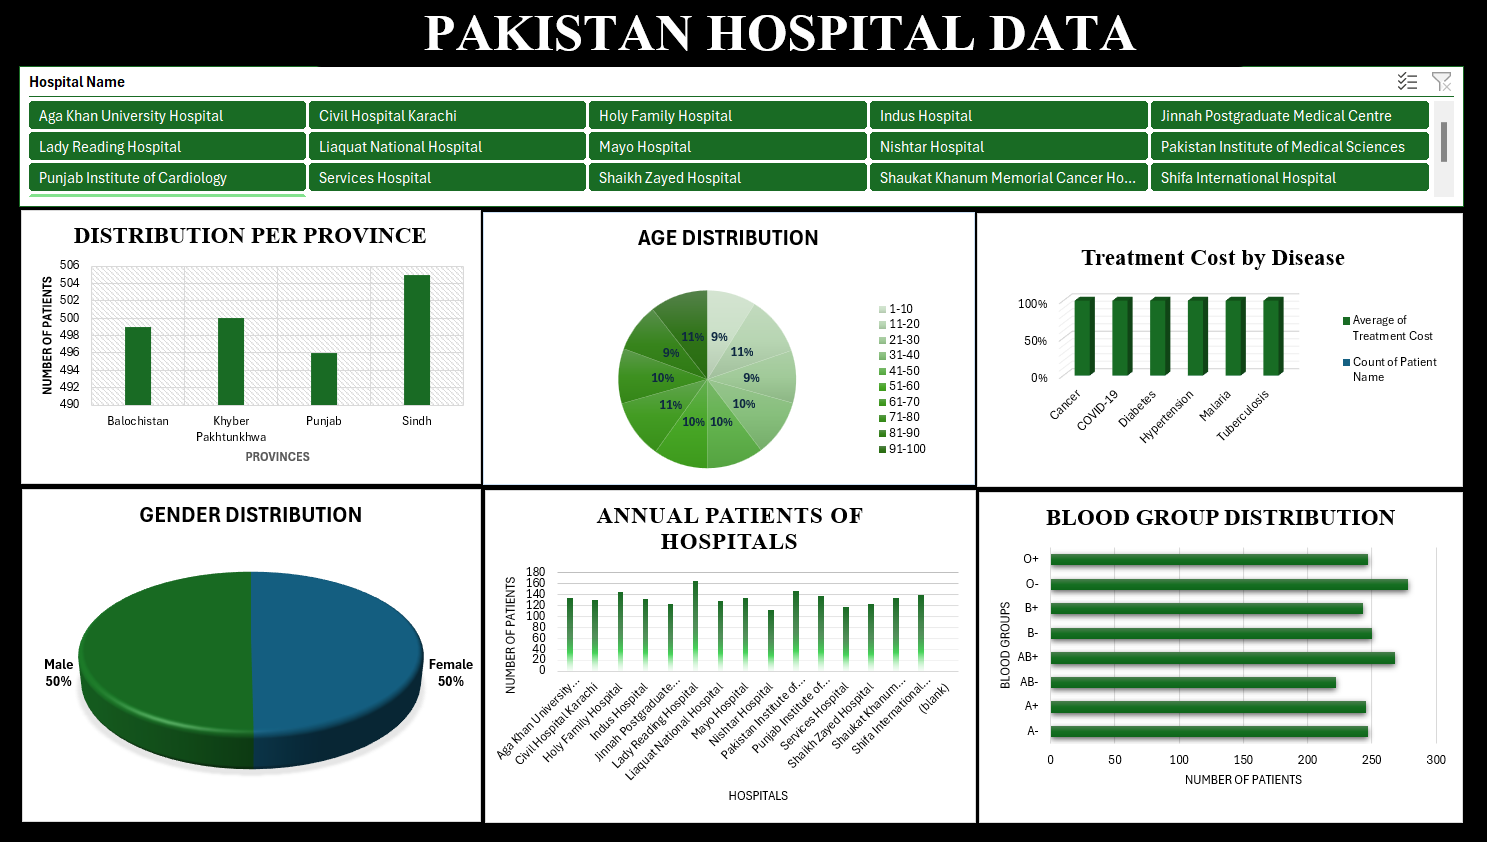 PAKISTAN HOSPITAL DATA
Hospital Name
Aga Khan University Hospital
Civil Hospital Karachi
Holy Family Hospital
Indus Hospital
Jinnah Postgraduate Medical Centre
Lady Reading Hospital
Liaquat National Hospital
Mayo Hospital
Nishtar Hospital
Pakistan Institute of Medical Sciences
Punjab Institute of Cardiology
Services Hospital
Shaikh Zayed Hospital
Shaukat Khanum Memorial Cancer Ho...
Shifa International Hospital
DISTRIBUTION PER PROVINCE
NUMBER OF PATIENTS
506
504
502
500
498
496
494
492
490
Balochistan
Khyber
Pakhtunkhwa
Punjab
Sindh
PROVINCES
AGE DISTRIBUTION
9%
11%
9%
10%
10%
10%
11%
10%
9%
11%
1-10
11-20
21-30
31-40
41-50
51-60
61-70
71-80
81-90
91-100
Treatment Cost by Disease
100%
50%
0%
Cancer
COVID-19
Diabetes
Hypertension
Malaria
Tuberculosis
Average of
Treatment Cost
Count of Patient
Name
GENDER DISTRIBUTION
Male
50%
Female
50%
ANNUAL PATIENTS OF
HOSPITALS
NUMBER OF PATIENTS
180
160
140
120
100
80
60
40
20
0
Aga Khan University...
Civil Hospital Karachi
Holy Family Hospital
Indus Hospital
Jinnah Postgraduate...
Lady Reading Hospital
Liaquat National Hospital
Mayo Hospital
Nishtar Hospital
Pakistan Institute of...
Punjab Institute of...
Services Hospital
Shaikh Zayed Hospital
Shaukat Khanum...
Shifa International...
(blank)
HOSPITALS
BLOOD GROUP DISTRIBUTION
BLOOD GROUPS
O+
O-
B+
B-
AB+
AB-
A+
A-
0
50
100
150
200
250
300
NUMBER OF PATIENTS